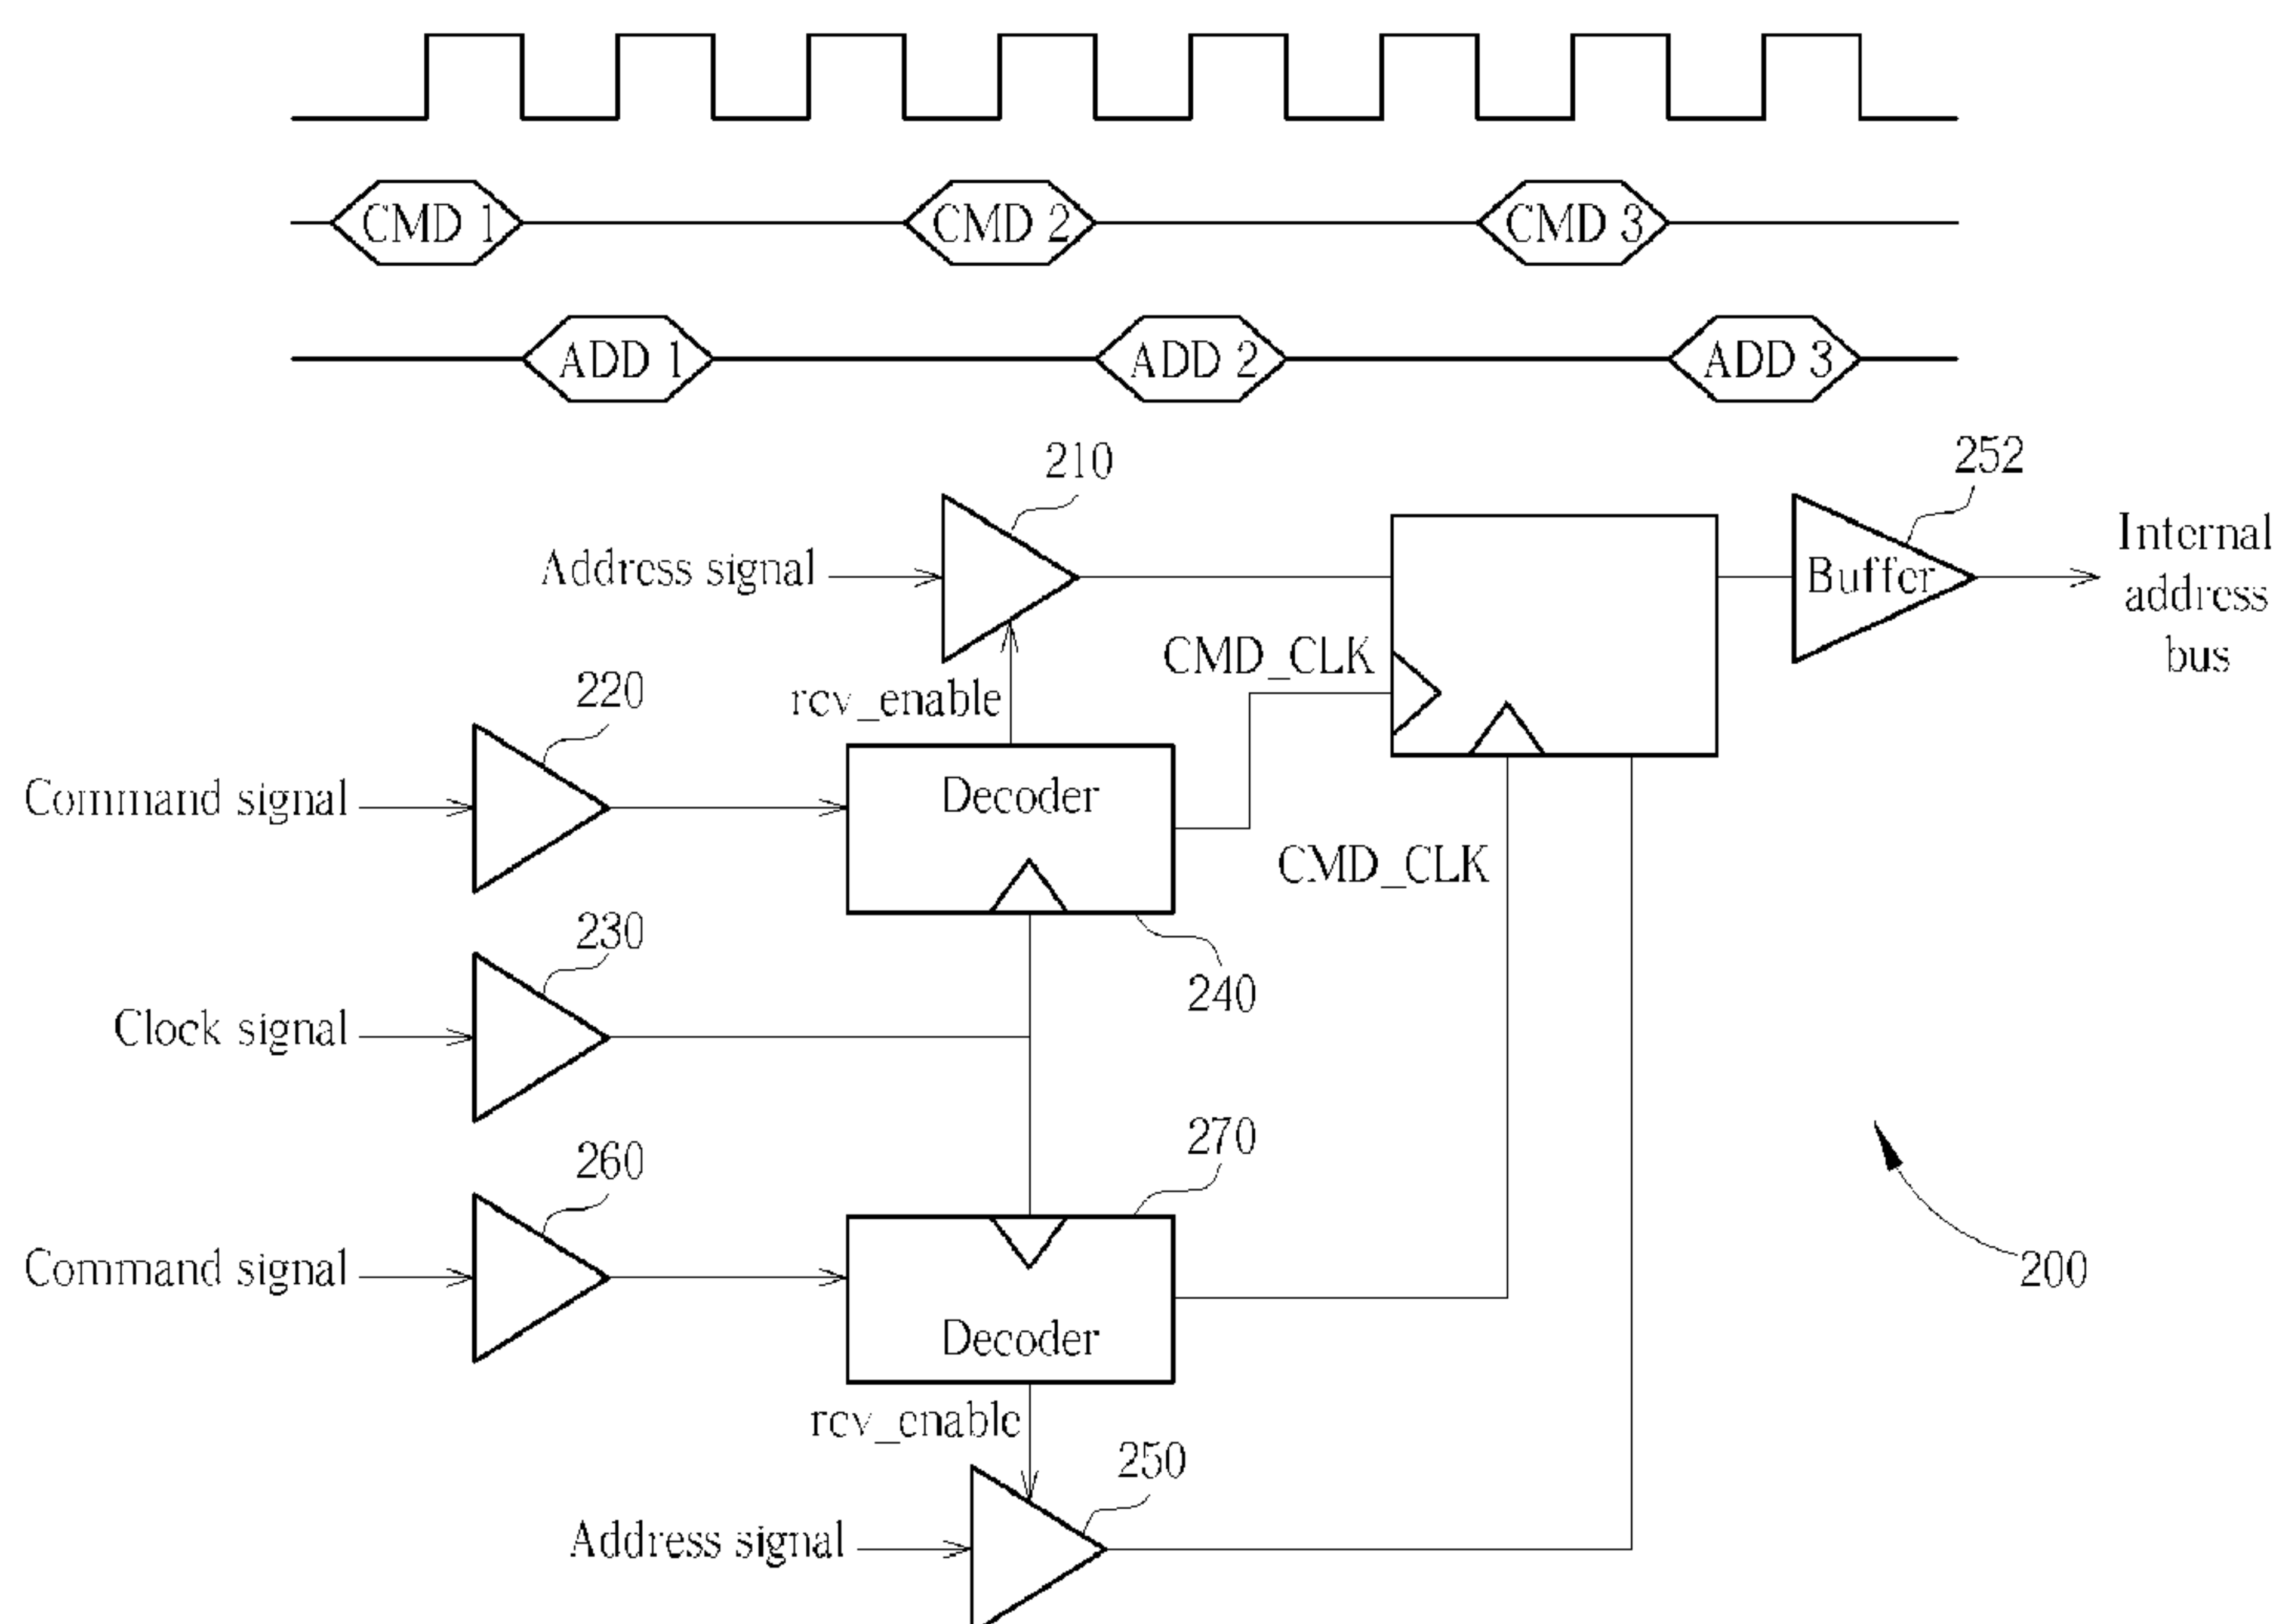 CMD 1
CMD 2
CMD 3
ADD 1
ADD 2
ADD 3
210
252
Address signal
Buffer
Internal
address
bus
CMD_CLK
rcv_enable
220
Command signal
Decoder
CMD_CLK
230
240
Clock signal
270
260
Command signal
200
Decoder
rcv_enable
250
Address signal